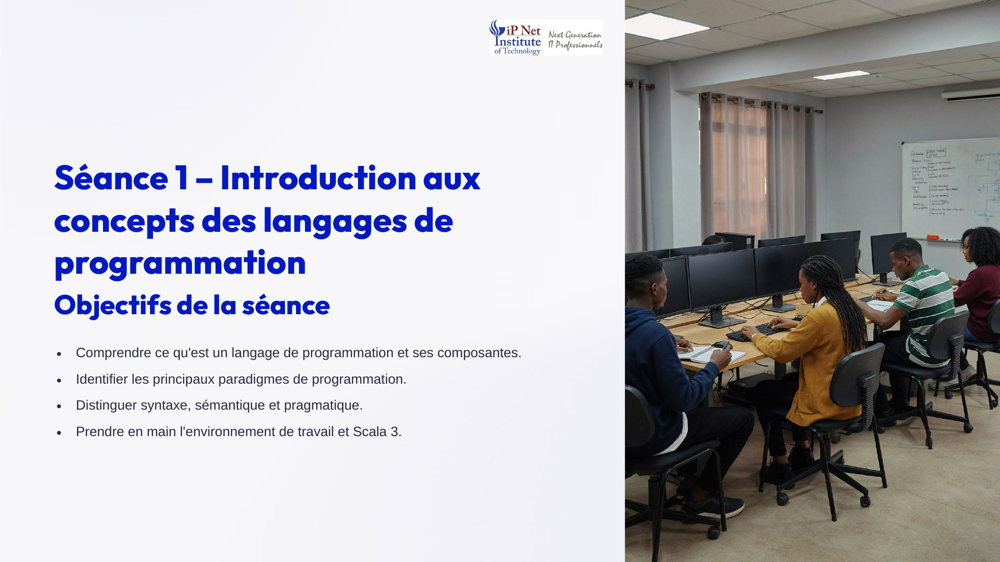 iP Net
Institute
of Technology
Next Generation
IT Professionnels
Séance 1 – Introduction aux
concepts des langages de
programmation
Objectifs de la séance
• Comprendre ce qu'est un langage de programmation et ses composantes.
• Identifier les principaux paradigmes de programmation.
• Distinguer syntaxe, sémantique et pragmatique.
• Prendre en main l'environnement de travail et Scala 3.